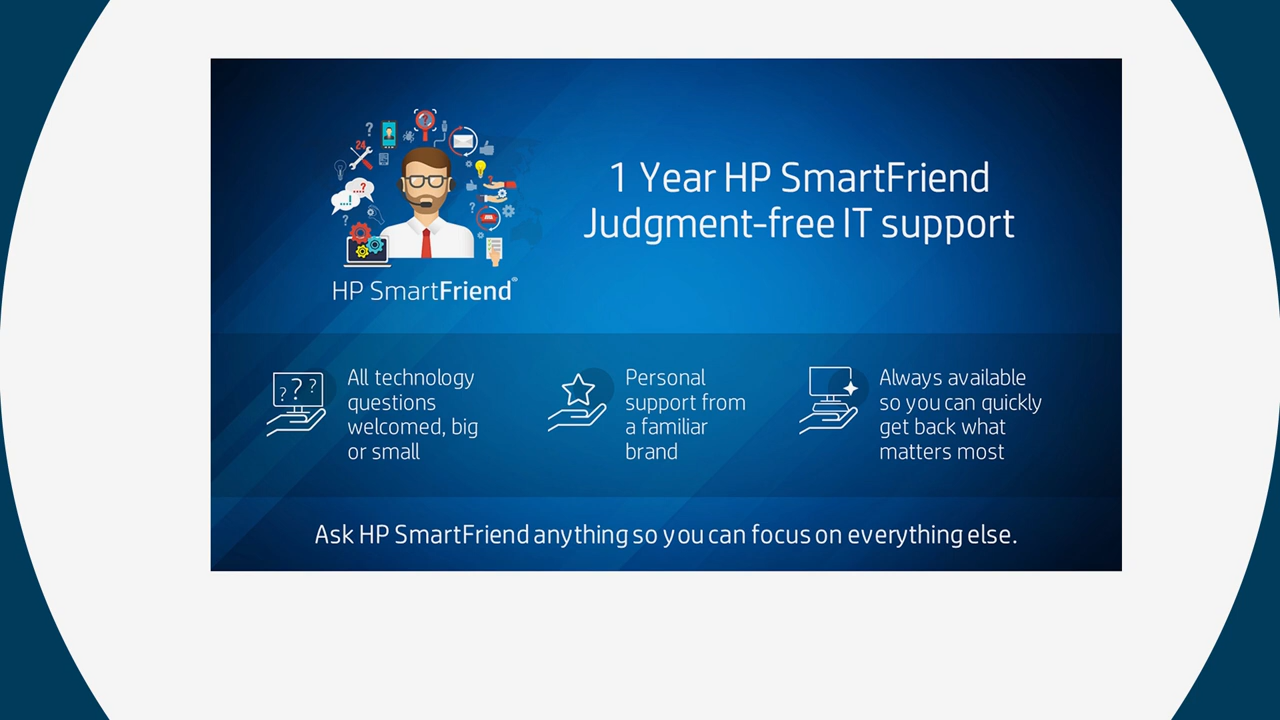 24
HP SmartFriend®
1 Year HP SmartFriend
Judgment-free IT support
All technology
questions
welcomed, big
or small
Personal
support from
a familiar
brand
Always available
so you can quickly
get back what
matters most
Ask HP SmartFriend anything so you can focus on everything else.